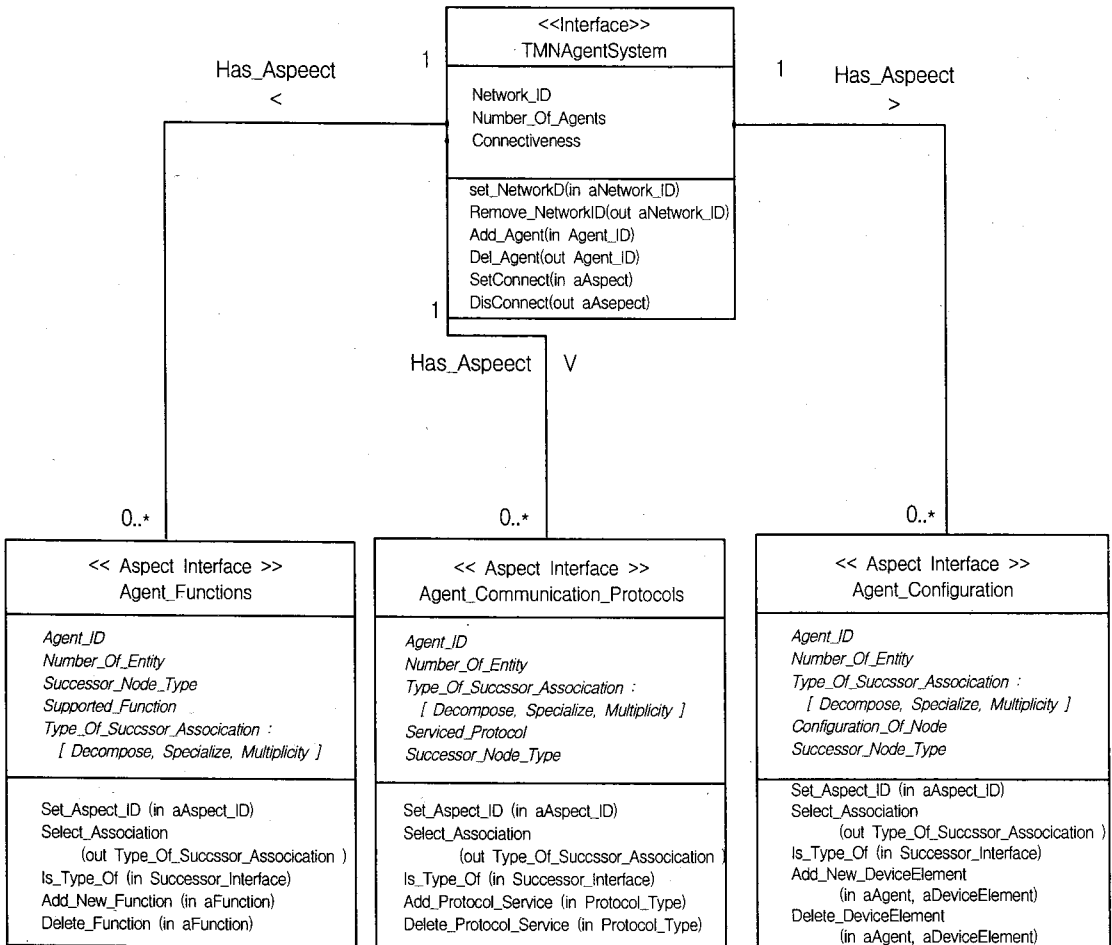 <<Interface>>
TMNAgentSystem
Network_ID
Number_Of_Agents
Connectiveness
set_NetworkD(in aNetwork_ID)
Remove_NetworkID(out aNetwork_ID)
Add_Agent(in Agent_ID)
Del_Agent(out Agent_ID)
SetConnect(in aAspect)
DisConnect(out aAsepect)
Has_Aspeect
<
1
1
Has_Aspeect
>
1
Has_Aspeect V
0..*
0..*
0..*
<< Aspect Interface >>
Agent_Functions
Agent_ID
Number_Of_Entity
Successor_Node_Type
Supported_Function
Type_Of_Succssor_Assocication :
[ Decompose, Specialize, Multiplicity ]
Set_Aspect_ID (in aAspect_ID)
Select_Association
(out Type_Of_Succssor_Assocication )
Is_Type_Of (in Successor_Interface)
Add_New_Function (in aFunction)
Delete_Function (in aFunction)
<< Aspect Interface >>
Agent_Communication_Protocols
Agent_ID
Number_Of_Entity
Type_Of_Succssor_Assocication :
[ Decompose, Specialize, Multiplicity ]
Serviced_Protocol
Successor_Node_Type
Set_Aspect_ID (in aAspect_ID)
Select_Association
(out Type_Of_Succssor_Assocication )
Is_Type_Of (in Successor_Interface)
Add_Protocol_Service (in Protocol_Type)
Delete_Protocol_Service (in Protocol_Type)
<< Aspect Interface >>
Agent_Configuration
Agent_ID
Number_Of_Entity
Type_Of_Succssor_Assocication :
[ Decompose, Specialize, Multiplicity ]
Configuration_Of_Node
Successor_Node_Type
Set_Aspect_ID (in aAspect_ID)
Select_Association
(out Type_Of_Succssor_Assocication )
Is_Type_Of (in Successor_Interface)
Add_New_DeviceElement
(in aAgent, aDeviceElement)
Delete_DeviceElement
(in aAgent, aDeviceElement)